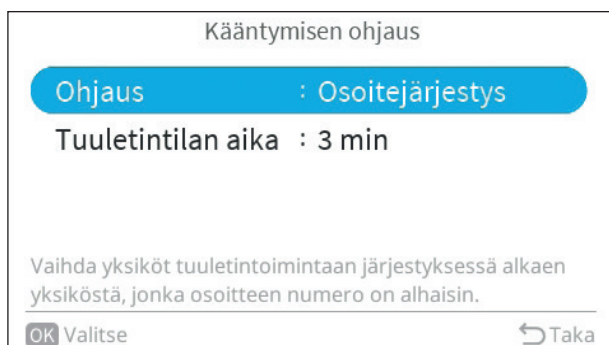 Kääntymisen ohjaus
Ohjaus : Osoitejärjestys
Tuuletintilan aika : 3 min
Vaihda yksiköt tuuletintoimintaan järjestyksessä alkaen
yksiköstä, jonka osoitteen numero on alhaisin.
OK Valitse Taka